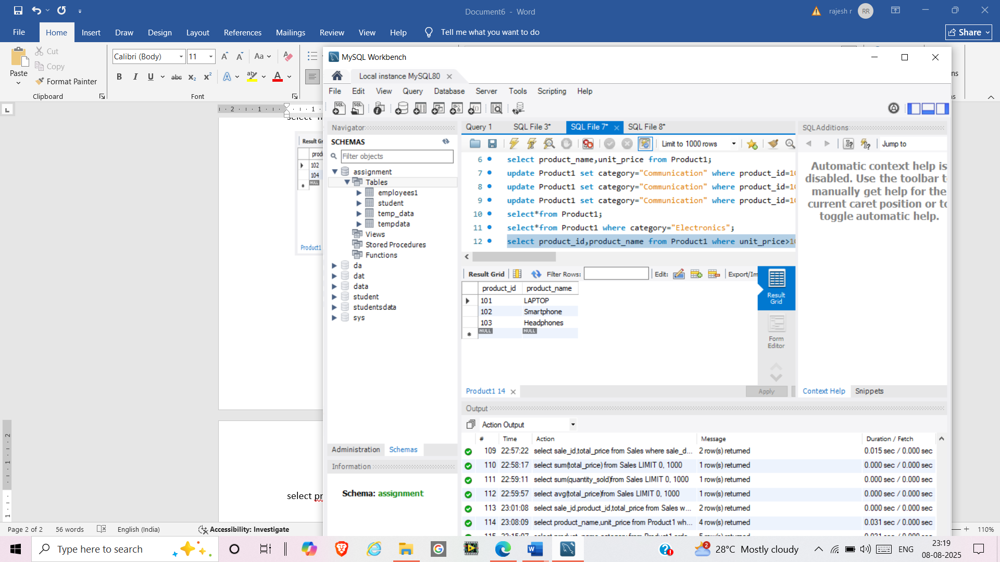 Document6 - Word
rajesh r
RR
File
Home
Insert
Draw
Design
Layout
References
Mailings
Review
View
Help
Tell me what you want to do
Share
Paste
Cut
Copy
Format Painter
Clipboard
Calibri (Body)
11
Aa
B I U abc x₂ x² A A
Font
MySQL Workbench
Local instance MySQL80
File Edit View Query Database Server Tools Scripting Help
Navigator
SCHEMAS
Filter objects
assignment
Tables
employees1
student
temp_data
tempdata
Views
Stored Procedures
Functions
da
dat
data
student
studentsdata
sys
Administration Schemas
Information
Schema: assignment
Query 1 SQL File 3* SQL File 7* SQL File 8*
Limit to 1000 rows
6 select product_name,unit_price from Product1;
7 update Product1 set category="Communication" where product_id=10
8 update Product1 set category="Communication" where product_id=10
9 update Product1 set category="Communication" where product_id=10
10 select*from Product1;
11 select*from Product1 where category="Electronics";
12 select product_id,product_name from Product1 where unit_price>10
Result Grid Filter Rows: Edit: Export/Im
product_id product_name
101 LAPTOP
102 Smartphone
103 Headphones
NULL NULL
Result Grid
Form Editor
Product1 14
Apply
SQLAdditions
Jump to
Automatic context help is
disabled. Use the toolbar t
manually get help for the
current caret position or to
toggle automatic help.
Context Help Snippets
Output
Action Output
# Time Action Message Duration / Fetch
109 22:57:22 select sale_id,total_price from Sales where sale_d... 2 row(s) returned 0.015 sec / 0.000 sec
110 22:58:17 select sum(total_price) from Sales LIMIT 0, 1000 1 row(s) returned 0.000 sec / 0.000 sec
111 22:59:11 select sum(quantity_sold)from Sales LIMIT 0, 1000 1 row(s) returned 0.000 sec / 0.000 sec
112 22:59:57 select avg(total_price)from Sales LIMIT 0, 1000 1 row(s) returned 0.000 sec / 0.000 sec
113 23:01:08 select sale_id,product_id,total_price from Sales w... 2 row(s) returned 0.000 sec / 0.000 sec
114 23:08:09 select product_name,unit_price from Product1 wh... 4 row(s) returned 0.031 sec / 0.000 sec
Result Gr
prod
102
104
NULL
Product1
select pr
Page 2 of 2 56 words English (India) Accessibility: Investigate
110%
Type here to search
28°C Mostly cloudy
ENG
23:19
08-08-2025